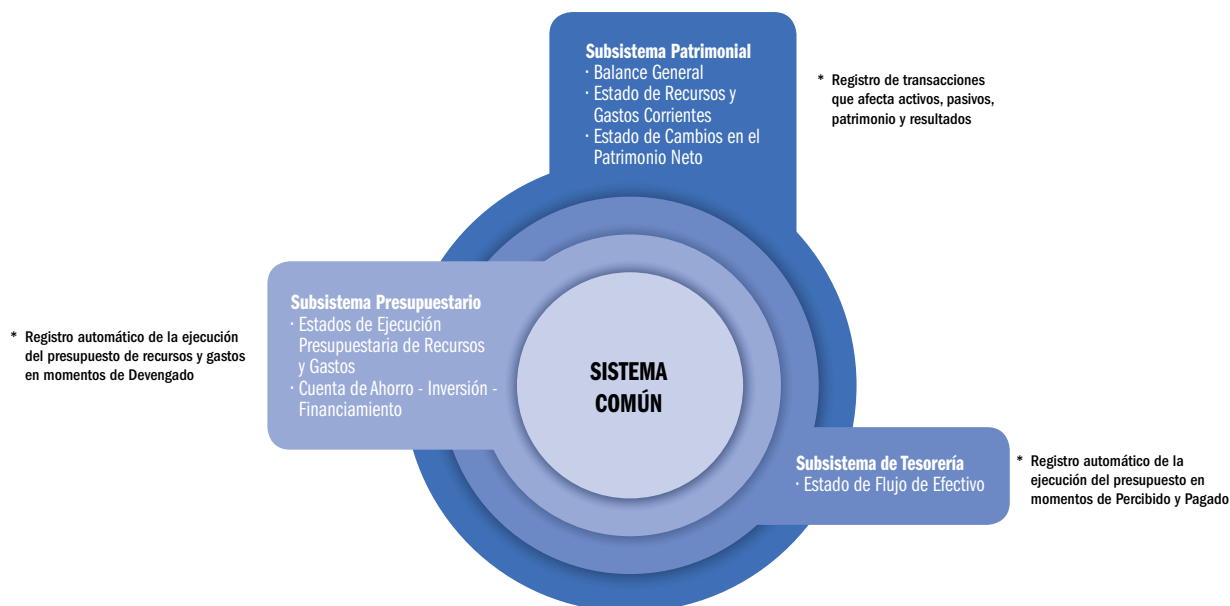 Subsistema Patrimonial
· Balance General
· Estado de Recursos y
Gastos Corrientes
· Estado de Cambios en el
Patrimonio Neto
* Registro de transacciones
que afecta activos, pasivos,
patrimonio y resultados
Subsistema Presupuestario
· Estados de Ejecución
Presupuestaria de Recursos
y Gastos
· Cuenta de Ahorro - Inversión -
Financiamiento
* Registro automático de la ejecución
del presupuesto de recursos y gastos
en momentos de Devengado
SISTEMA
COMÚN
Subsistema de Tesorería
· Estado de Flujo de Efectivo
* Registro automático de la
ejecución del presupuesto en
momentos de Percibido y Pagado